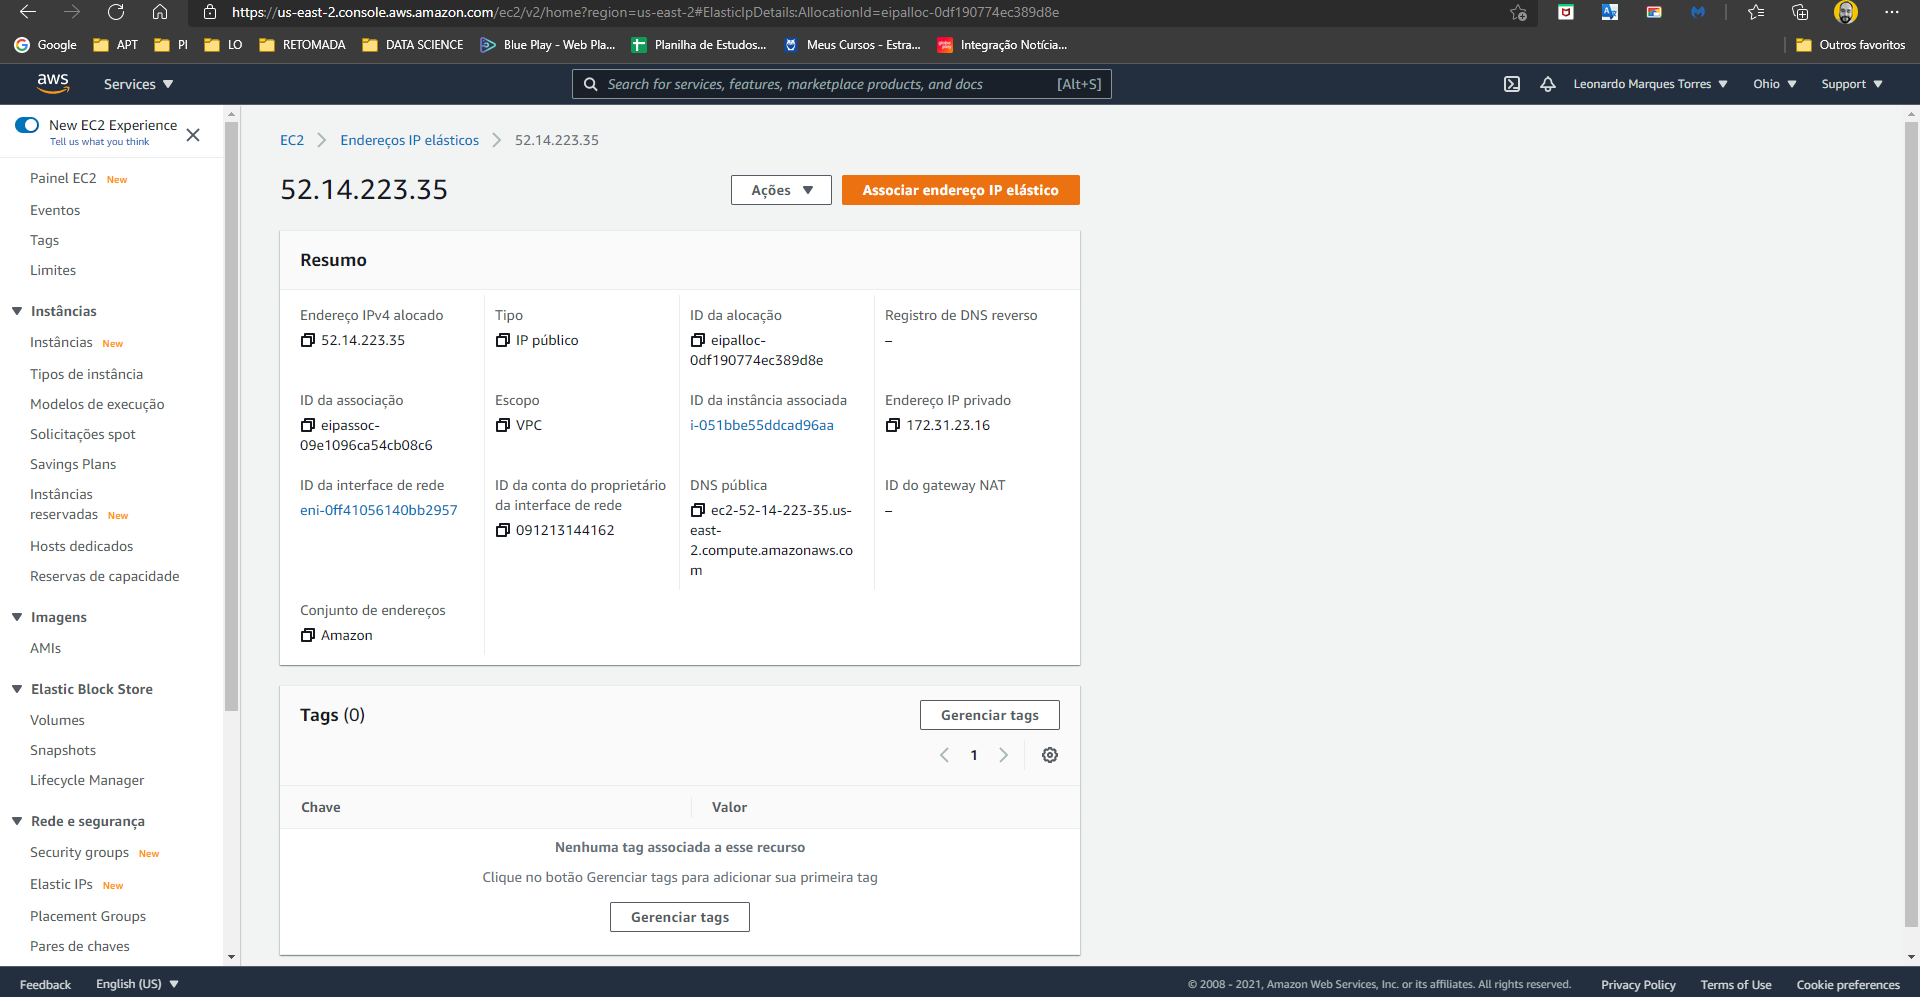 https://us-east-2.console.aws.amazon.com/ec2/v2/home?region=us-east-2#ElasticIpDetails:AllocationId=eipalloc-0df190774ec389d8e
Google APT PI LO RETOMADA DATA SCIENCE Blue Play - Web Pla... Planilha de Estudos... Meus Cursos - Estra... Integração Notícia... Outros favoritos
aws Services Search for services, features, marketplace products, and docs [Alt+S] Leonardo Marques Torres Ohio Support
New EC2 Experience
Tell us what you think
Painel EC2 New
Eventos
Tags
Limites
Instâncias
Instâncias New
Tipos de instância
Modelos de execução
Solicitações spot
Savings Plans
Instâncias
reservadas New
Hosts dedicados
Reservas de capacidade
Imagens
AMIs
Elastic Block Store
Volumes
Snapshots
Lifecycle Manager
Rede e segurança
Security groups New
Elastic IPs New
Placement Groups
Pares de chaves
EC2 Endereços IP elásticos 52.14.223.35
52.14.223.35 Ações Associar endereço IP elástico
Resumo
Endereço IPv4 alocado
52.14.223.35
Tipo
IP público
ID da alocação
eipalloc-
0df190774ec389d8e
Registro de DNS reverso
–
ID da associação
eipassoc-
09e1096ca54cb08c6
Escopo
VPC
ID da instância associada
i-051bbe55ddcad96aa
Endereço IP privado
172.31.23.16
ID da interface de rede
eni-0ff41056140bb2957
ID da conta do proprietário
da interface de rede
091213144162
DNS pública
ec2-52-14-223-35.us-
east-
2.compute.amazonaws.co
m
ID do gateway NAT
–
Conjunto de endereços
Amazon
Tags (0) Gerenciar tags
1
Chave Valor
Nenhuma tag associada a esse recurso
Clique no botão Gerenciar tags para adicionar sua primeira tag
Gerenciar tags
Feedback English (US) © 2008 - 2021, Amazon Web Services, Inc. or its affiliates. All rights reserved. Privacy Policy Terms of Use Cookie preferences